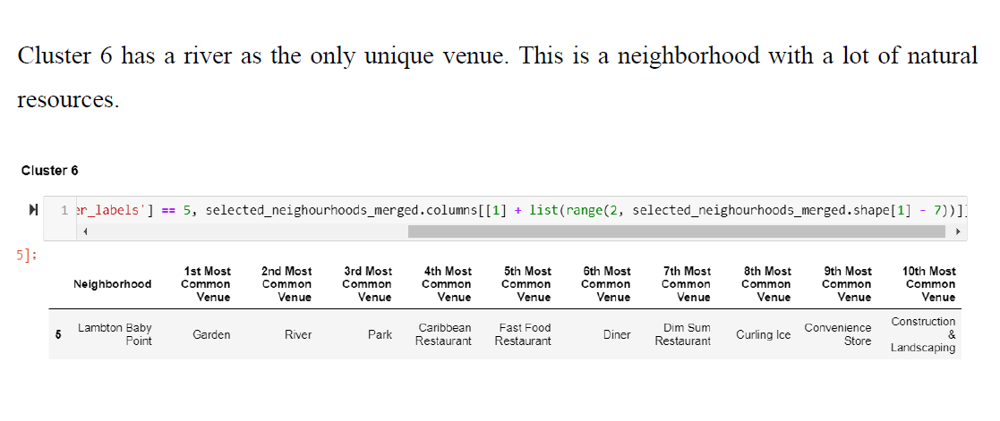 Cluster 6 has a river as the only unique venue. This is a neighborhood with a lot of natural
resources.
Cluster 6
1 er_labels'] == 5, selected_neighourhoods_merged.columns[[1] + list(range(2, selected_neighourhoods_merged.shape[1] - 7))]]
5]:
Neighborhood 1st Most Common Venue 2nd Most Common Venue 3rd Most Common Venue 4th Most Common Venue 5th Most Common Venue 6th Most Common Venue 7th Most Common Venue 8th Most Common Venue 9th Most Common Venue 10th Most Common Venue
5 Lambton Baby Point Garden River Park Caribbean Restaurant Fast Food Restaurant Diner Dim Sum Restaurant Curling Ice Convenience Store Construction & Landscaping